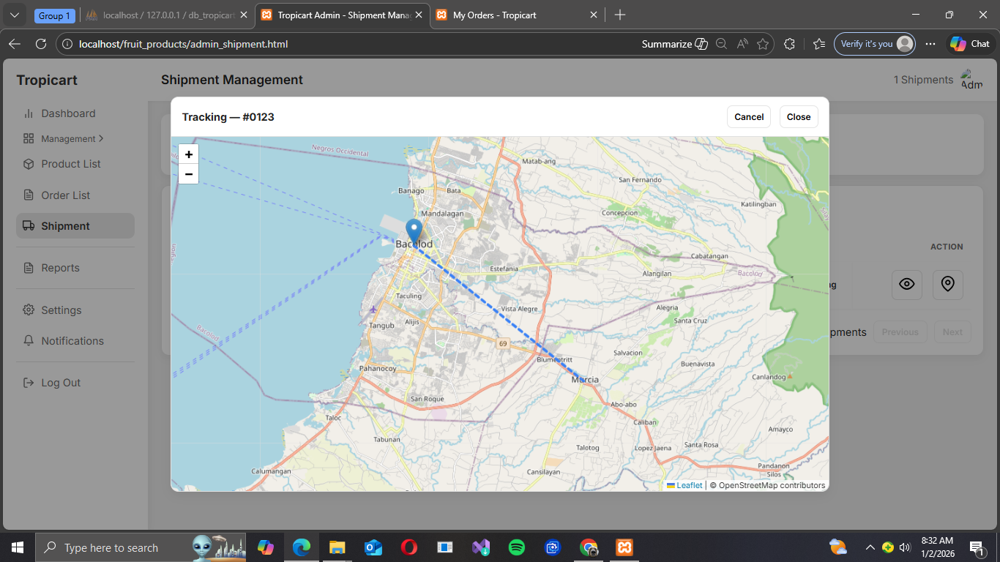 Group 1
localhost / 127.0.0.1 / db_tropicart
Tropicart Admin - Shipment Mana
My Orders - Tropicart
localhost/fruit_products/admin_shipment.html
Summarize
Verify it's you
Chat
Tropicart
Shipment Management
1 Shipments
Adm
Dashboard
Management
Product List
Order List
Shipment
Reports
Settings
Notifications
Log Out
Tracking — #0123
Cancel
Close
+
−
Negros Occidental
Matab-ang
San Fernando
Banago
Bata
Katilingban
Mandalagan
Concepcion
Bacolod
Cabatangan
Estefania
Alangilan
Bacolod
Taculing
Vista Alegre
Alegria
Alijis
Tangub
Santa Cruz
Bacolod
69
Salvacion
Blumentritt
Buenavista
Pahanocoy
Canlandog
Murcia
San Roque
Abo-abo
Taloc
Caliban
Amayco
Tabunan
Talotog
Lopez Jaena
Santa Rosa
Calumangan
Cansilayan
Pandanon
Silos
Leaflet | © OpenStreetMap contributors
ACTION
ng
pments
Previous
Next
Type here to search
8:32 AM
1/2/2026
1